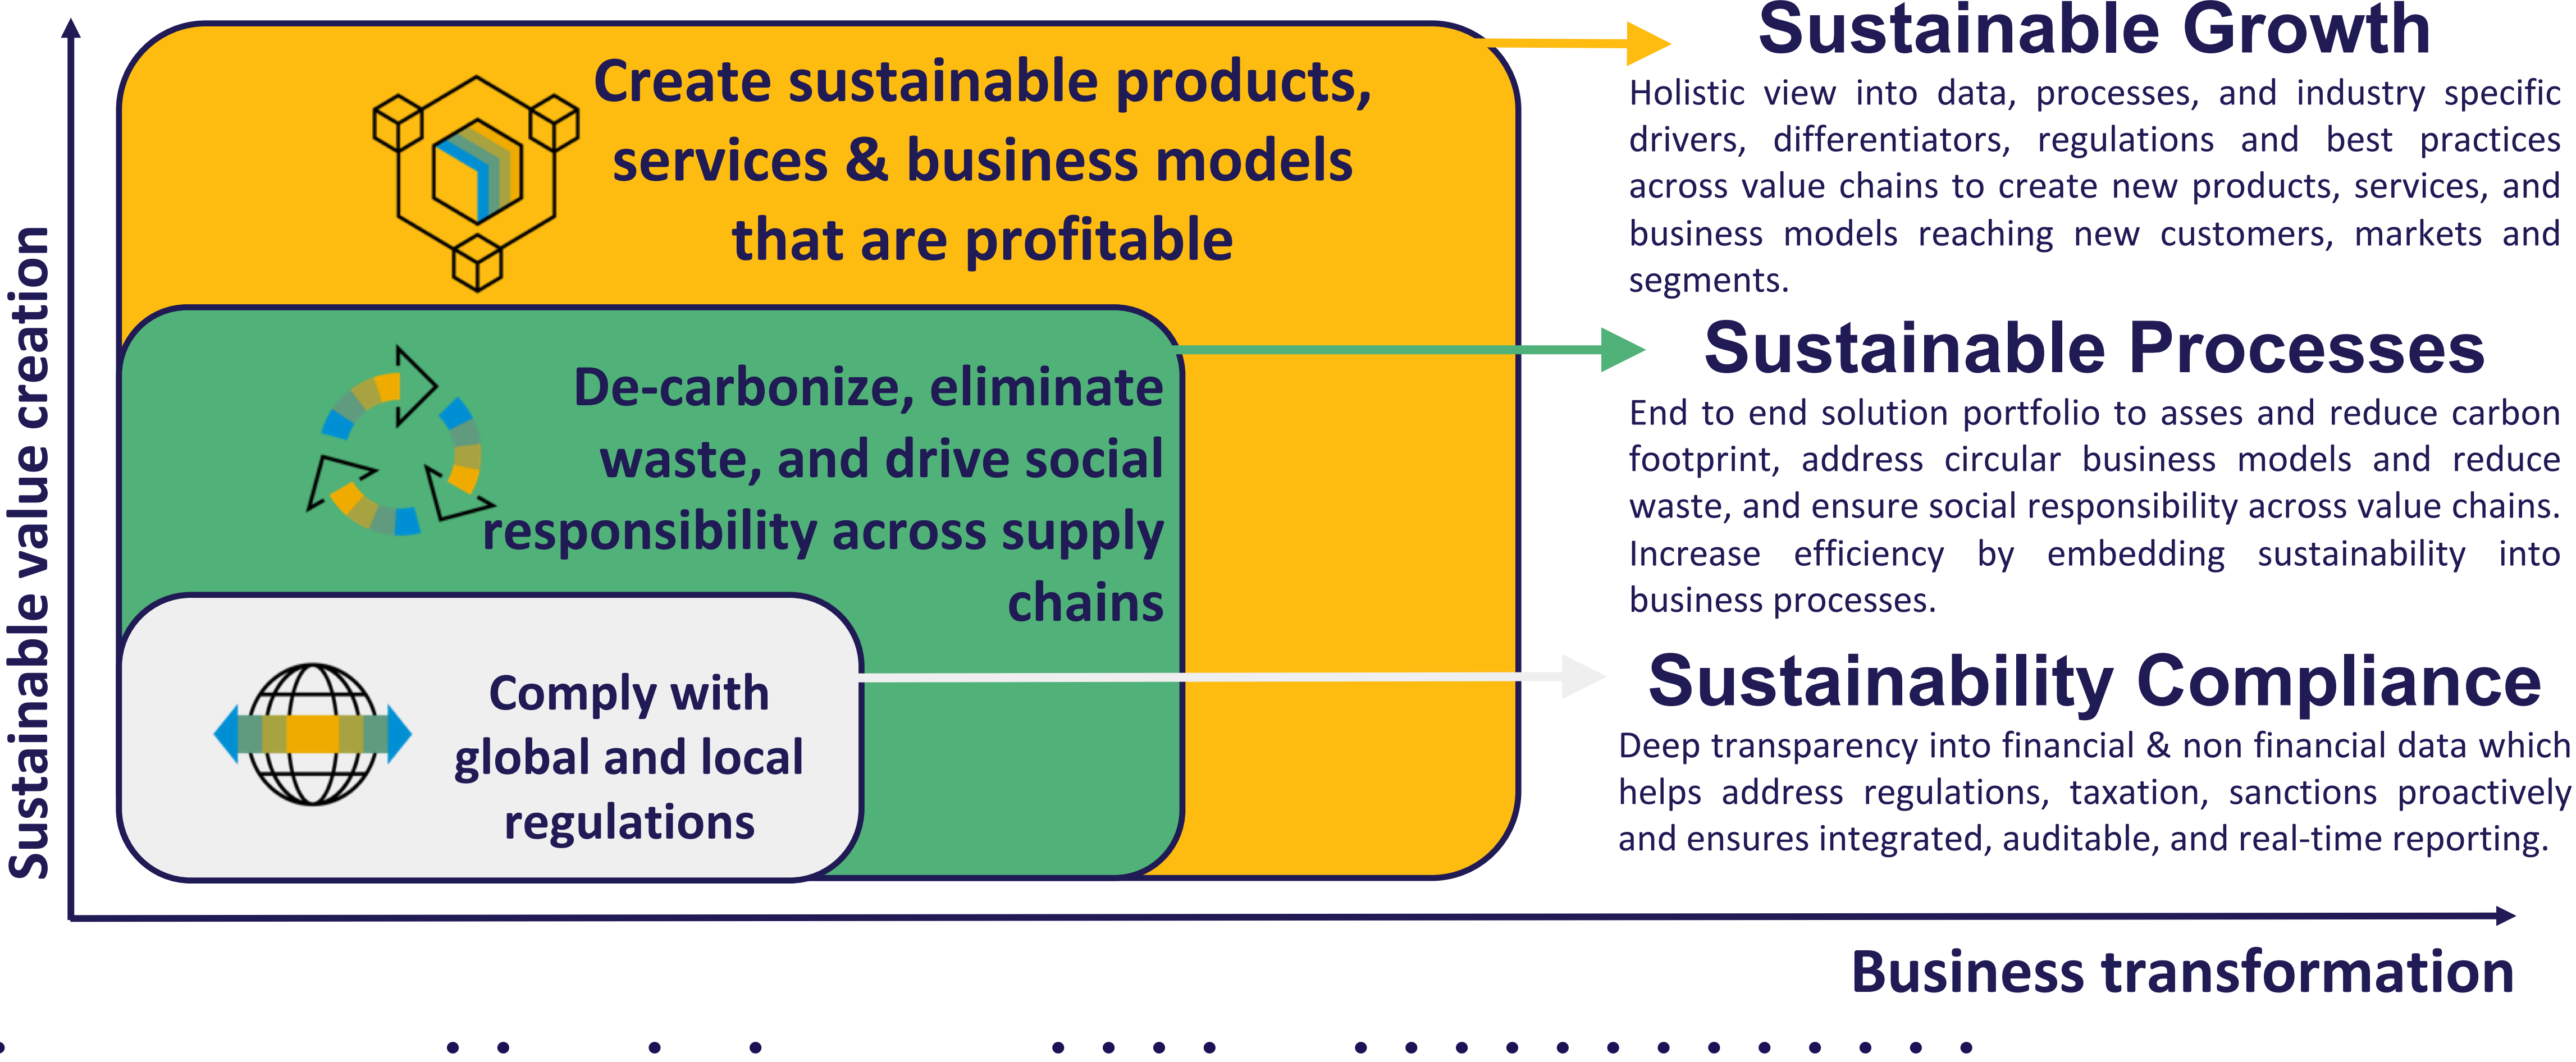 Sustainable value creation
Create sustainable products,
services & business models
that are profitable
De-carbonize, eliminate
waste, and drive social
responsibility across supply
chains
Comply with
global and local
regulations
Sustainable Growth
Holistic view into data, processes, and industry specific
drivers, differentiators, regulations and best practices
across value chains to create new products, services, and
business models reaching new customers, markets and
segments.
Sustainable Processes
End to end solution portfolio to asses and reduce carbon
footprint, address circular business models and reduce
waste, and ensure social responsibility across value chains.
Increase efficiency by embedding sustainability into
business processes.
Sustainability Compliance
Deep transparency into financial & non financial data which
helps address regulations, taxation, sanctions proactively
and ensures integrated, auditable, and real-time reporting.
Business transformation